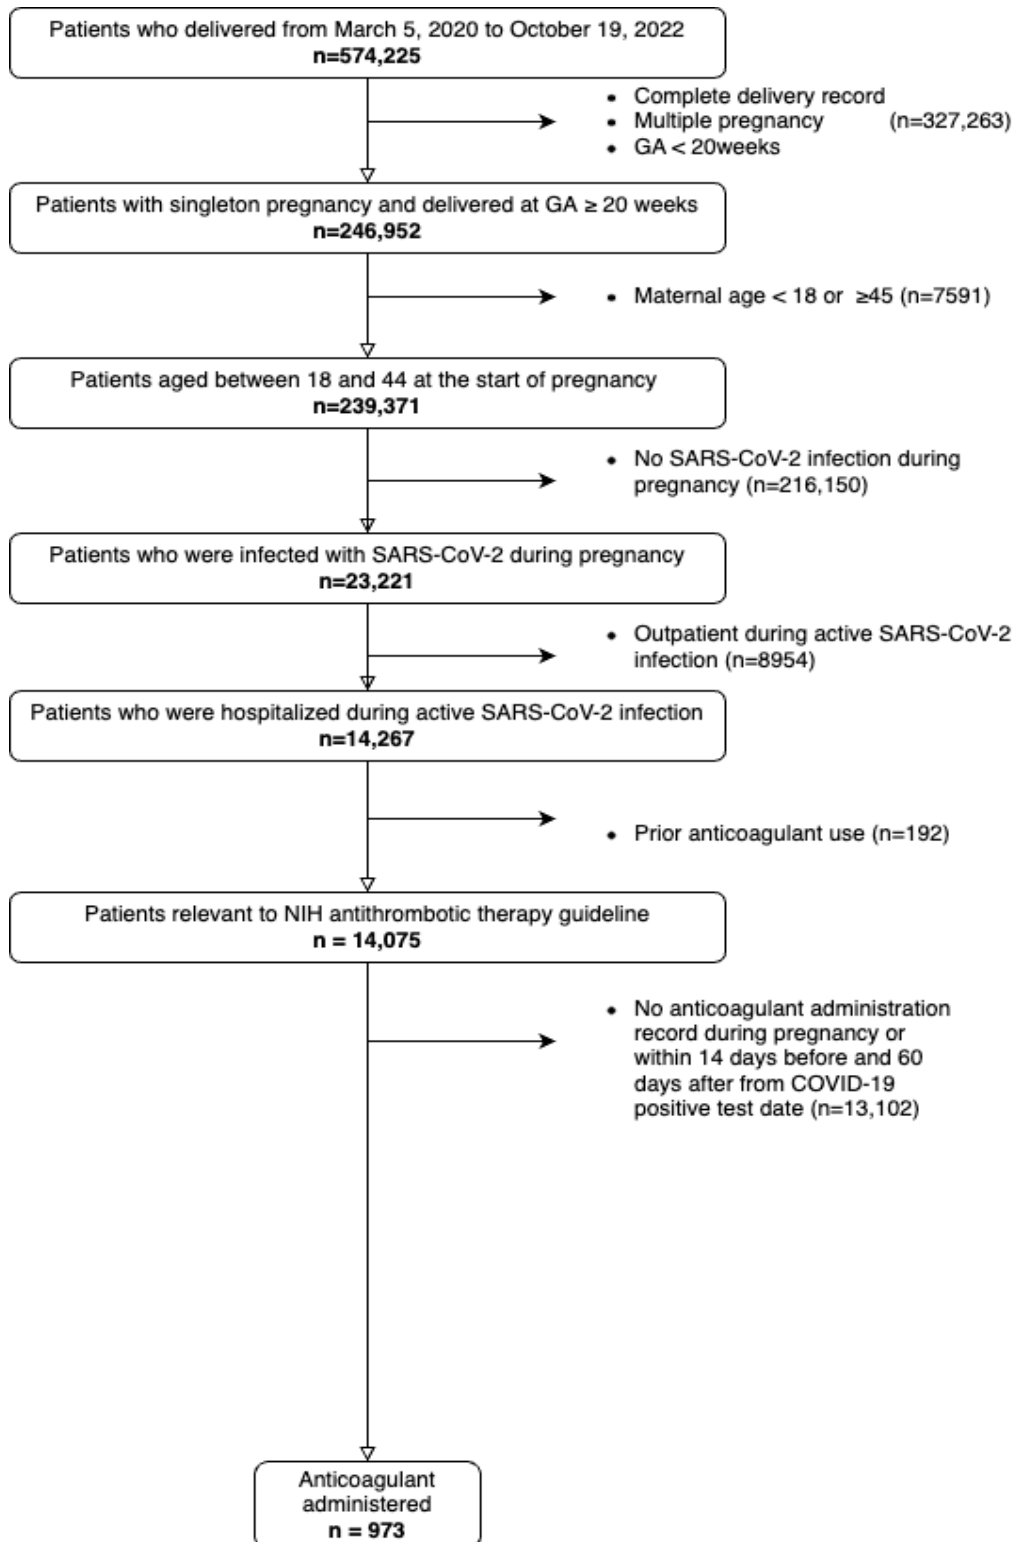 Patients who delivered from March 5, 2020 to October 19, 2022
n=574,225
• Complete delivery record
• Multiple pregnancy (n=327,263)
• GA < 20weeks
Patients with singleton pregnancy and delivered at GA ≥ 20 weeks
n=246,952
• Maternal age < 18 or ≥45 (n=7591)
Patients aged between 18 and 44 at the start of pregnancy
n=239,371
• No SARS-CoV-2 infection during
pregnancy (n=216,150)
Patients who were infected with SARS-CoV-2 during pregnancy
n=23,221
• Outpatient during active SARS-CoV-2
infection (n=8954)
Patients who were hospitalized during active SARS-CoV-2 infection
n=14,267
• Prior anticoagulant use (n=192)
Patients relevant to NIH antithrombotic therapy guideline
n = 14,075
• No anticoagulant administration
record during pregnancy or
within 14 days before and 60
days after from COVID-19
positive test date (n=13,102)
Anticoagulant
administered
n = 973